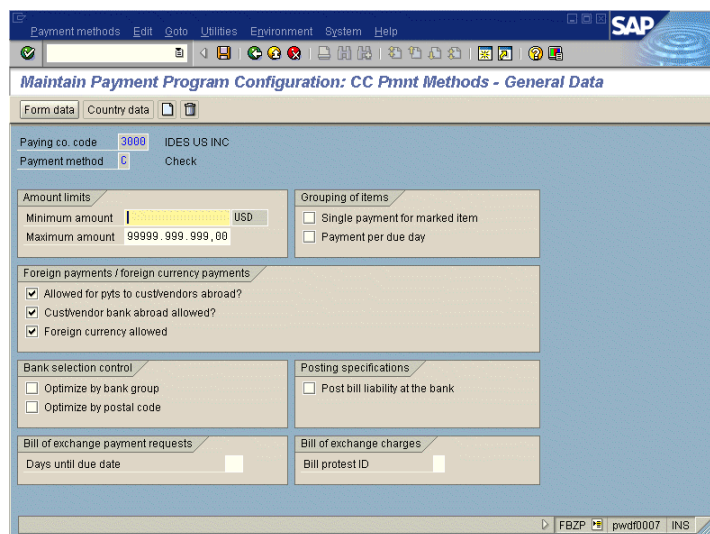 Payment methods Edit Goto Utilities Environment System Help
SAP
Maintain Payment Program Configuration: CC Pmnt Methods - General Data
Form data Country data
Paying co. code 3000 IDES US INC
Payment method C Check
Amount limits
Minimum amount USD
Maximum amount 99999.999.999,00
Grouping of items
Single payment for marked item
Payment per due day
Foreign payments / foreign currency payments
Allowed for pyts to cust/vendors abroad?
Cust/vendor bank abroad allowed?
Foreign currency allowed
Bank selection control
Optimize by bank group
Optimize by postal code
Posting specifications
Post bill liability at the bank
Bill of exchange payment requests
Days until due date
Bill of exchange charges
Bill protest ID
FBZP pwdf0007 INS